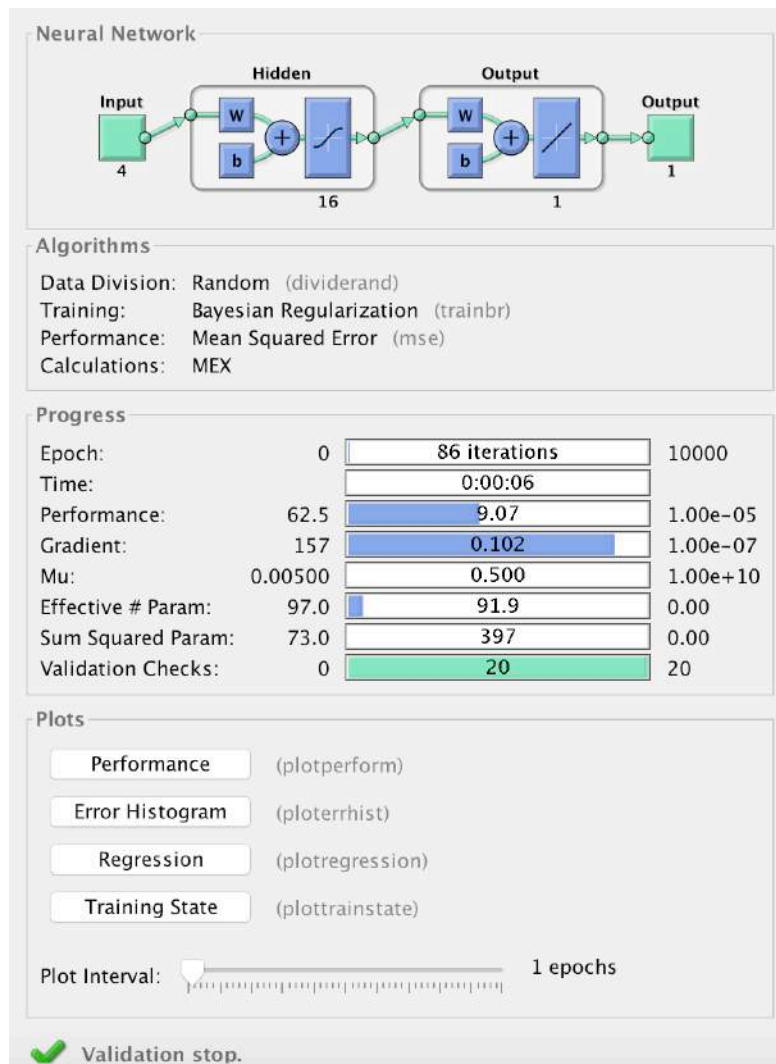 Neural Network
Hidden
Output
Input
Output
W
W
b
b
4
16
1
1
Algorithms
Data Division: Random (dividerand)
Training: Bayesian Regularization (trainbr)
Performance: Mean Squared Error (mse)
Calculations: MEX
Progress
Epoch: 0 86 iterations 10000
Time: 0:00:06
Performance: 62.5 9.07 1.00e-05
Gradient: 157 0.102 1.00e-07
Mu: 0.00500 0.500 1.00e+10
Effective # Param: 97.0 91.9 0.00
Sum Squared Param: 73.0 397 0.00
Validation Checks: 0 20 20
Plots
Performance (plotperform)
Error Histogram (ploterrhist)
Regression (plotregression)
Training State (plottrainstate)
Plot Interval: 1 epochs
Validation stop.